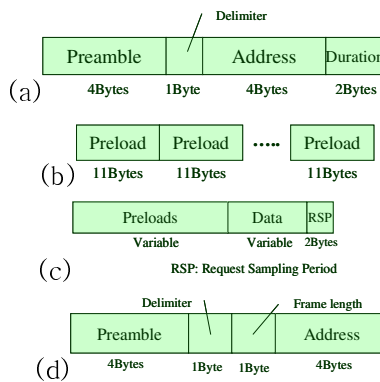 Delimiter
Preamble Address Duration
(a) 4Bytes 1Byte 4Bytes 2Bytes
Preload Preload ..... Preload
(b) 11Bytes 11Bytes 11Bytes
Preloads Data RSP
Variable Variable 2Bytes
(c) RSP: Request Sampling Period
Delimiter Frame length
Preamble Address
(d) 4Bytes 1Byte 1Byte 4Bytes